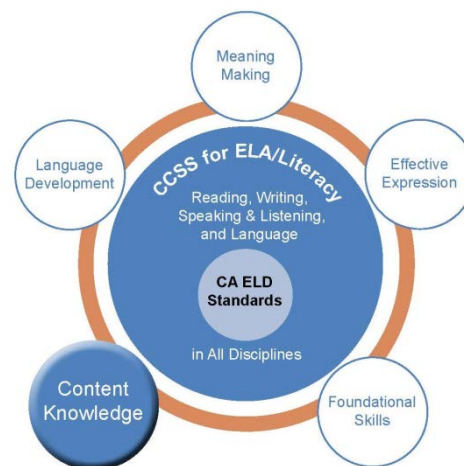 Meaning
Making
Language
Development
Effective
Expression
CCSS for ELA/Literacy
Reading, Writing,
Speaking & Listening,
and Language
CA ELD
Standards
in All Disciplines
Content
Knowledge
Foundational
Skills